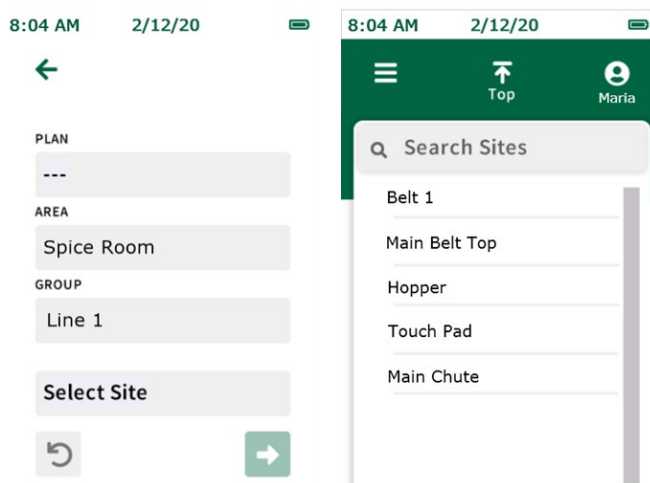 8:04 AM 2/12/20
PLAN
---
AREA
Spice Room
GROUP
Line 1
Select Site
8:04 AM 2/12/20
Top
Maria
Search Sites
Belt 1
Main Belt Top
Hopper
Touch Pad
Main Chute